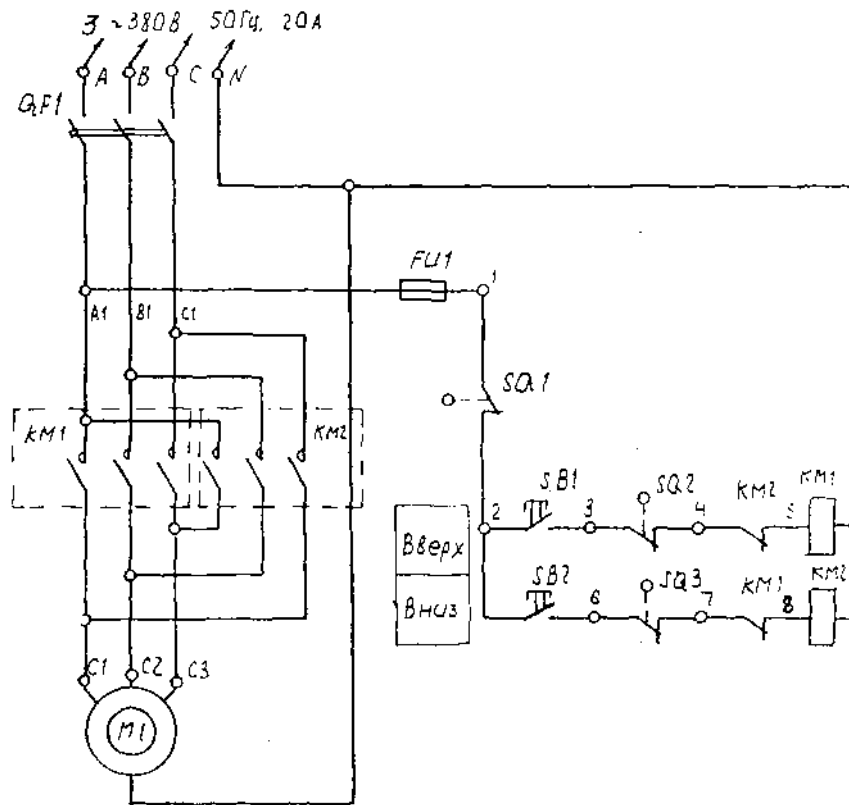 3 ~ 380В 50Гц, 20А
A B C N
QF1
FU1 1
A1 B1 C1
SQ1
KM1 KM2
SB1 SQ2 KM2 KM1
2 3 4 5
Вверх
SB2 SQ3 KM1 KM2
6 7 8
Вниз
C1 C2 C3
M1